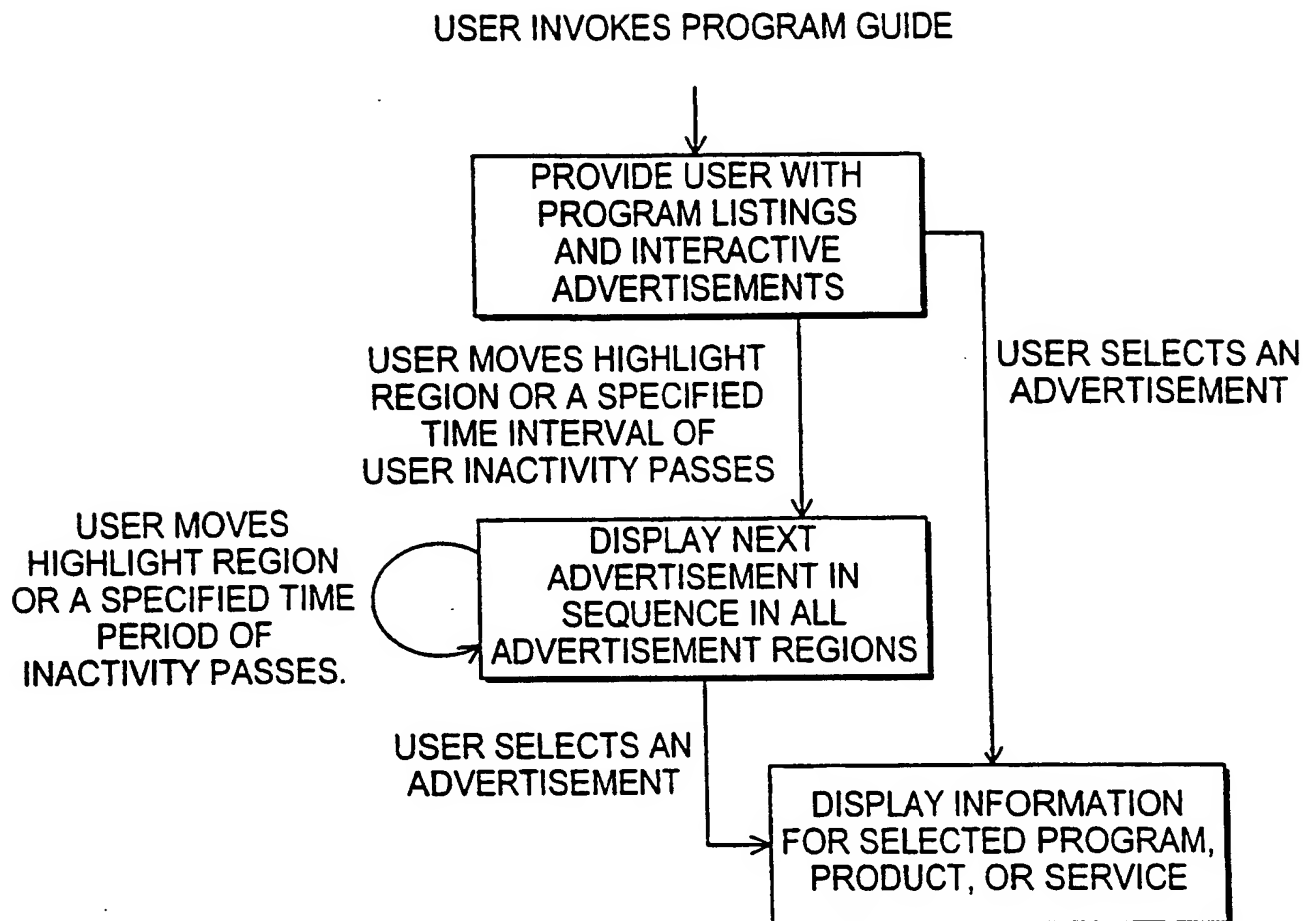 USER INVOKES PROGRAM GUIDE
PROVIDE USER WITH
PROGRAM LISTINGS
AND INTERACTIVE
ADVERTISEMENTS
USER MOVES HIGHLIGHT
REGION OR A SPECIFIED
TIME INTERVAL OF
USER INACTIVITY PASSES
USER SELECTS AN
ADVERTISEMENT
USER MOVES
HIGHLIGHT REGION
OR A SPECIFIED TIME
PERIOD OF
INACTIVITY PASSES.
DISPLAY NEXT
ADVERTISEMENT IN
SEQUENCE IN ALL
ADVERTISEMENT REGIONS
USER SELECTS AN
ADVERTISEMENT
DISPLAY INFORMATION
FOR SELECTED PROGRAM,
PRODUCT, OR SERVICE